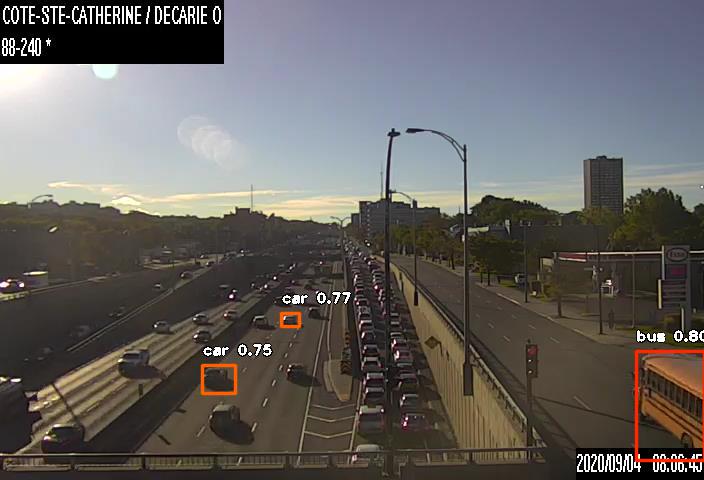 COTE-STE-CATHERINE / DECARIE O
88-240 *
car 0.77
car 0.75
bus 0.80
Esso
2020/09/04 08:06:45